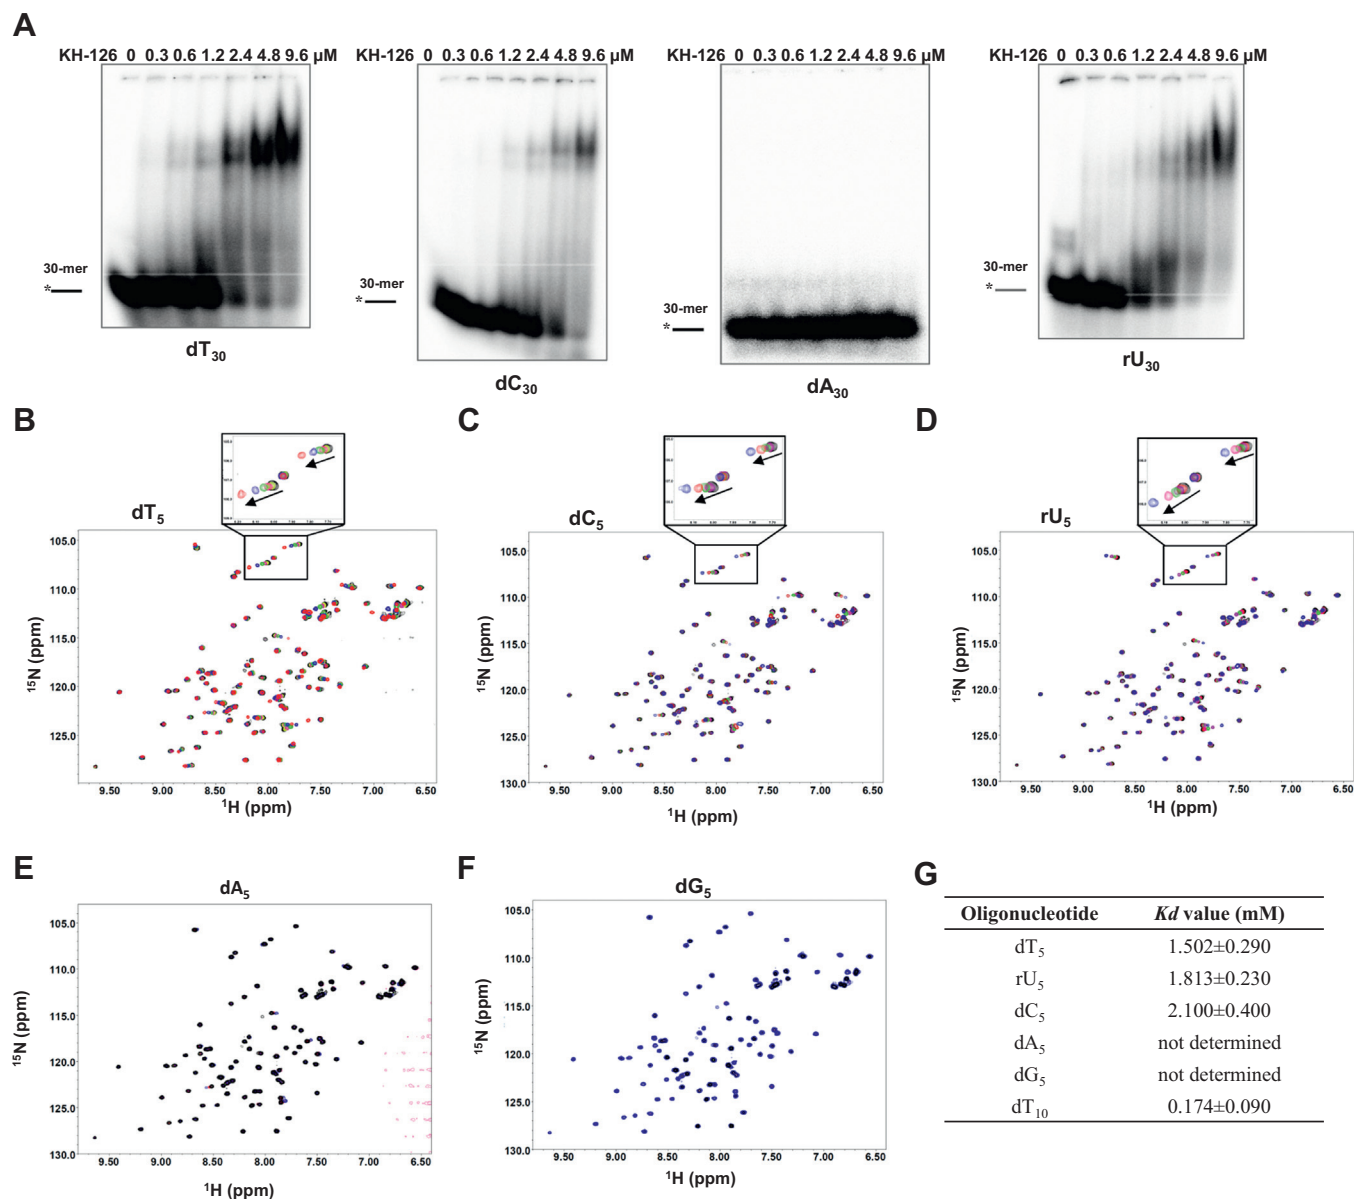 A
KH-126 0 0.3 0.6 1.2 2.4 4.8 9.6 µM
KH-126 0 0.3 0.6 1.2 2.4 4.8 9.6 µM
KH-126 0 0.3 0.6 1.2 2.4 4.8 9.6 µM
KH-126 0 0.3 0.6 1.2 2.4 4.8 9.6 µM
30-mer
*
30-mer
*
30-mer
*
30-mer
*
dT30
dC30
dA30
rU30
B
dT5
105.0
110.0
115.0
120.0
125.0
15N (ppm)
9.50 9.00 8.50 8.00 7.50 7.00 6.50
1H (ppm)
C
dC5
105.0
110.0
115.0
120.0
125.0
130.0
15N (ppm)
9.50 9.00 8.50 8.00 7.50 7.00 6.50
1H (ppm)
D
rU5
105.0
110.0
115.0
120.0
125.0
130.0
15N (ppm)
9.50 9.00 8.50 8.00 7.50 7.00 6.50
1H (ppm)
E
dA5
105.0
110.0
115.0
120.0
125.0
130.0
15N (ppm)
9.50 9.00 8.50 8.00 7.50 7.00 6.50
1H (ppm)
F
dG5
105.0
110.0
115.0
120.0
125.0
130.0
15N (ppm)
9.50 9.00 8.50 8.00 7.50 7.00 6.50
1H (ppm)
G
Oligonucleotide Kd value (mM)
dT5 1.502±0.290
rU5 1.813±0.230
dC5 2.100±0.400
dA5 not determined
dG5 not determined
dT10 0.174±0.090